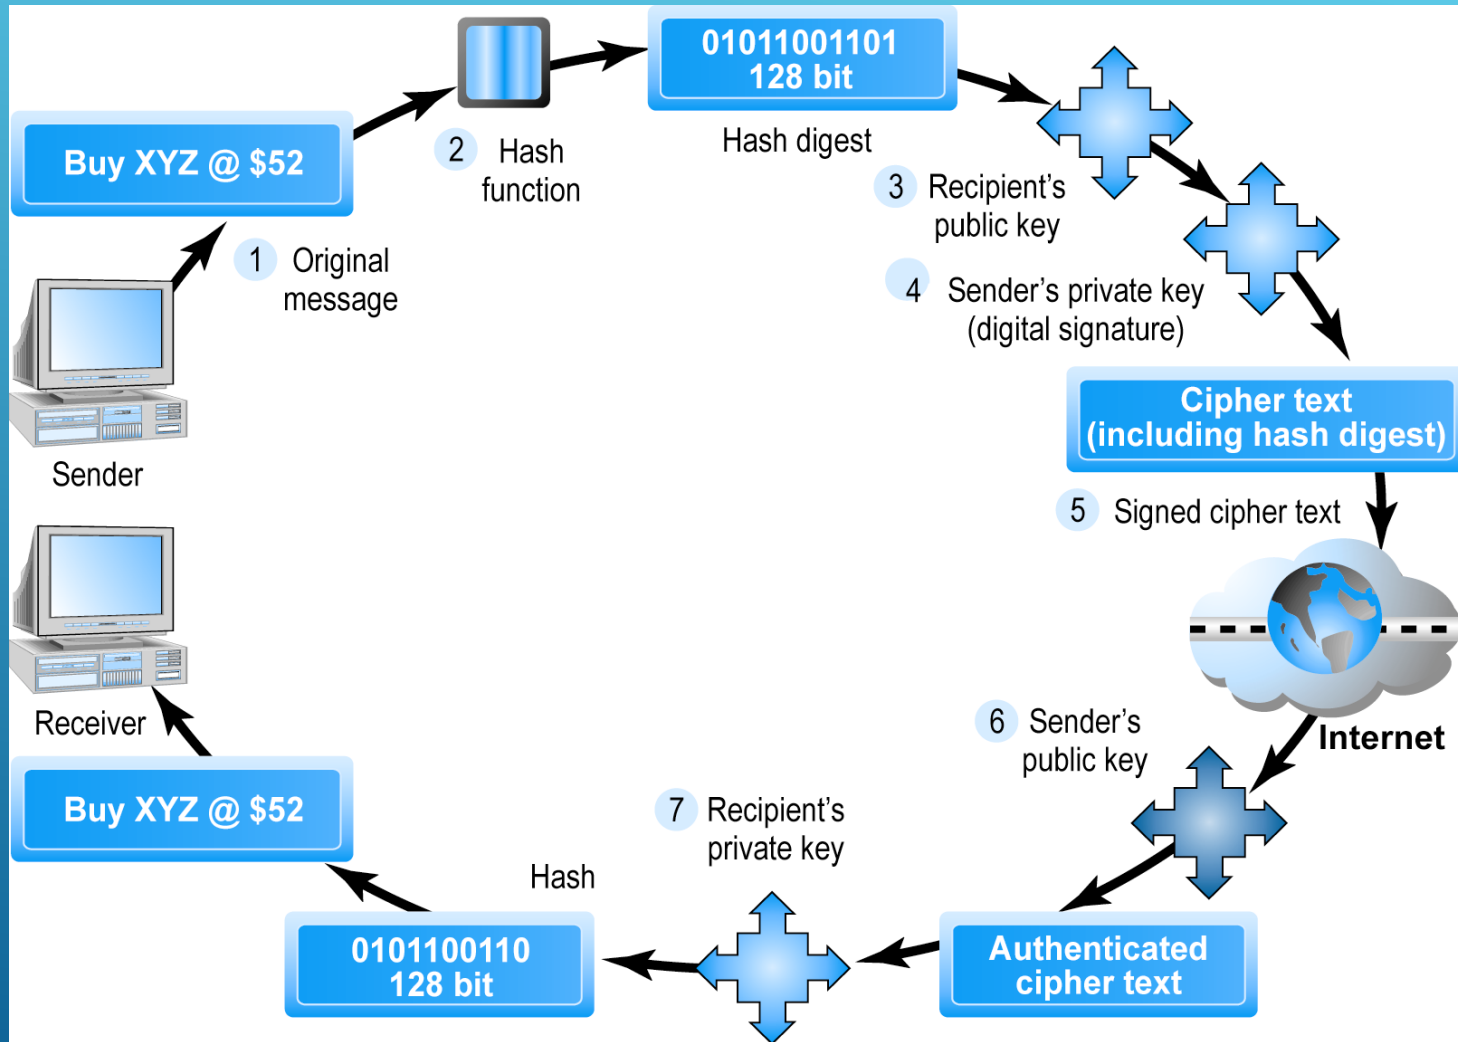 Buy XYZ @ $52
1 Original
message
Sender
2 Hash
function
01011001101
128 bit
Hash digest
3 Recipient’s
public key
4 Sender’s private key
(digital signature)
Cipher text
(including hash digest)
5 Signed cipher text
Internet
6 Sender’s
public key
Authenticated
cipher text
7 Recipient’s
private key
Hash
0101100110
128 bit
Buy XYZ @ $52
Receiver